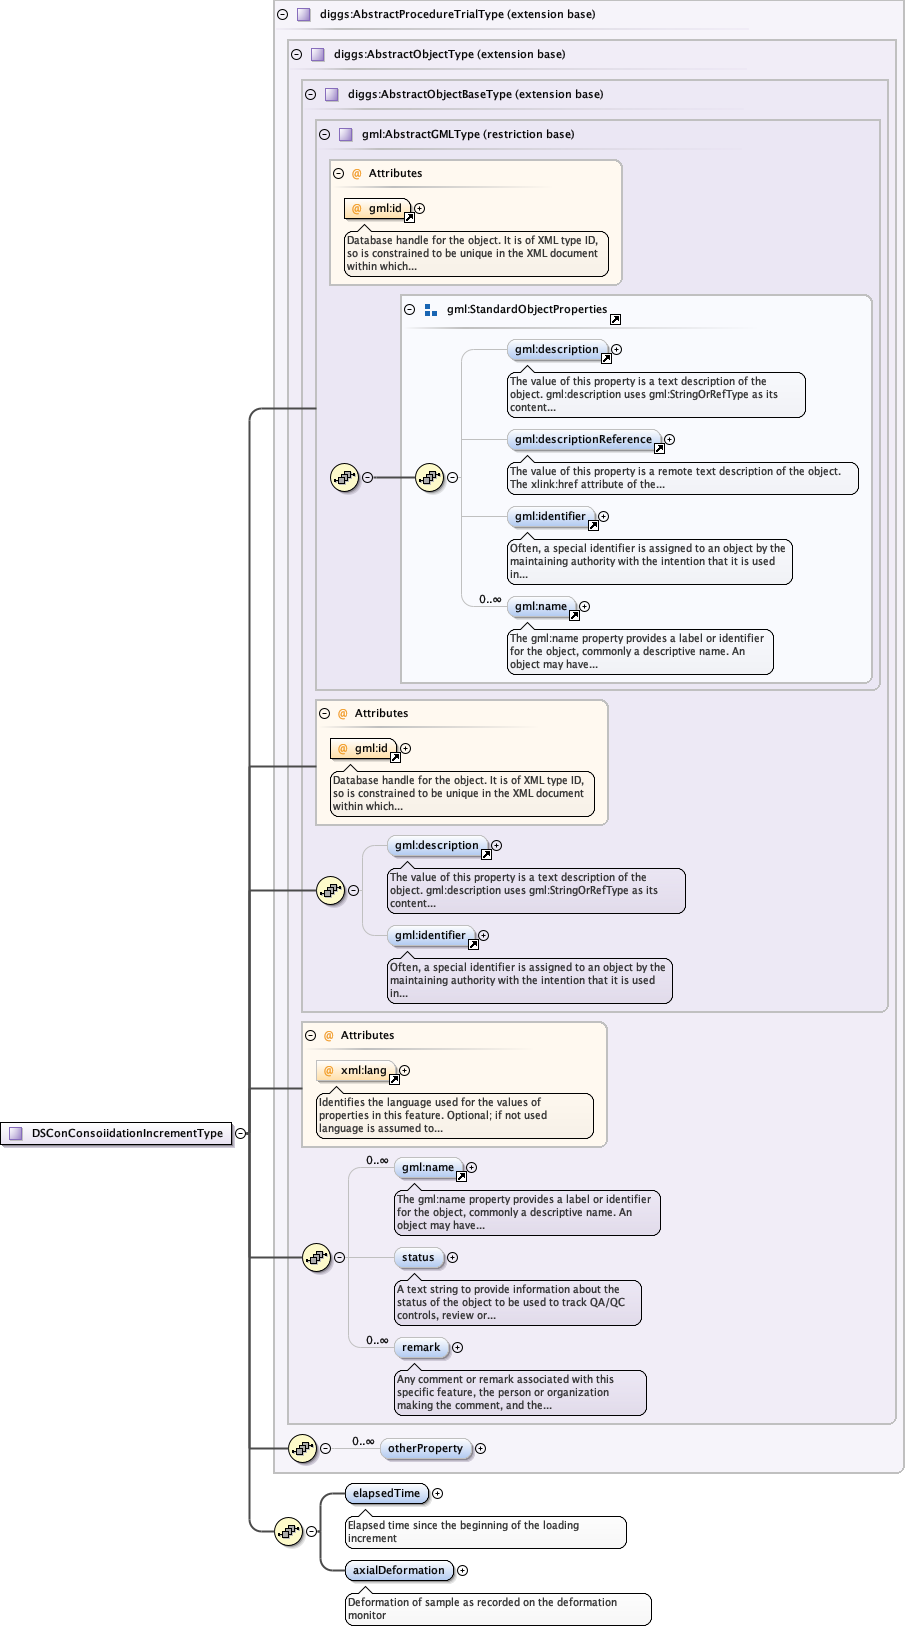 diggs:AbstractProcedureTrialType (extension base)
diggs:AbstractObjectType (extension base)
diggs:AbstractObjectBaseType (extension base)
gml:AbstractGMLType (restriction base)
@ Attributes
@ gml:id
Database handle for the object. It is of XML type ID,
so is constrained to be unique in the XML document
within which...
gml:StandardObjectProperties
gml:description
The value of this property is a text description of the
object. gml:description uses gml:StringOrRefType as its
content...
gml:descriptionReference
The value of this property is a remote text description of the object.
The xlink:href attribute of the...
gml:identifier
Often, a special identifier is assigned to an object by the
maintaining authority with the intention that it is used
in...
0..∞
gml:name
The gml:name property provides a label or identifier
for the object, commonly a descriptive name. An
object may have...
@ Attributes
@ gml:id
Database handle for the object. It is of XML type ID,
so is constrained to be unique in the XML document
within which...
gml:description
The value of this property is a text description of the
object. gml:description uses gml:StringOrRefType as its
content...
gml:identifier
Often, a special identifier is assigned to an object by the
maintaining authority with the intention that it is used
in...
@ Attributes
@ xml:lang
Identifies the language used for the values of
properties in this feature. Optional; if not used
language is assumed to...
DSConConsoiidationIncrementType
0..∞
gml:name
The gml:name property provides a label or identifier
for the object, commonly a descriptive name. An
object may have...
status
A text string to provide information about the
status of the object to be used to track QA/QC
controls, review or...
0..∞
remark
Any comment or remark associated with this
specific feature, the person or organization
making the comment, and the...
0..∞
otherProperty
elapsedTime
Elapsed time since the beginning of the loading
increment
axialDeformation
Deformation of sample as recorded on the deformation
monitor